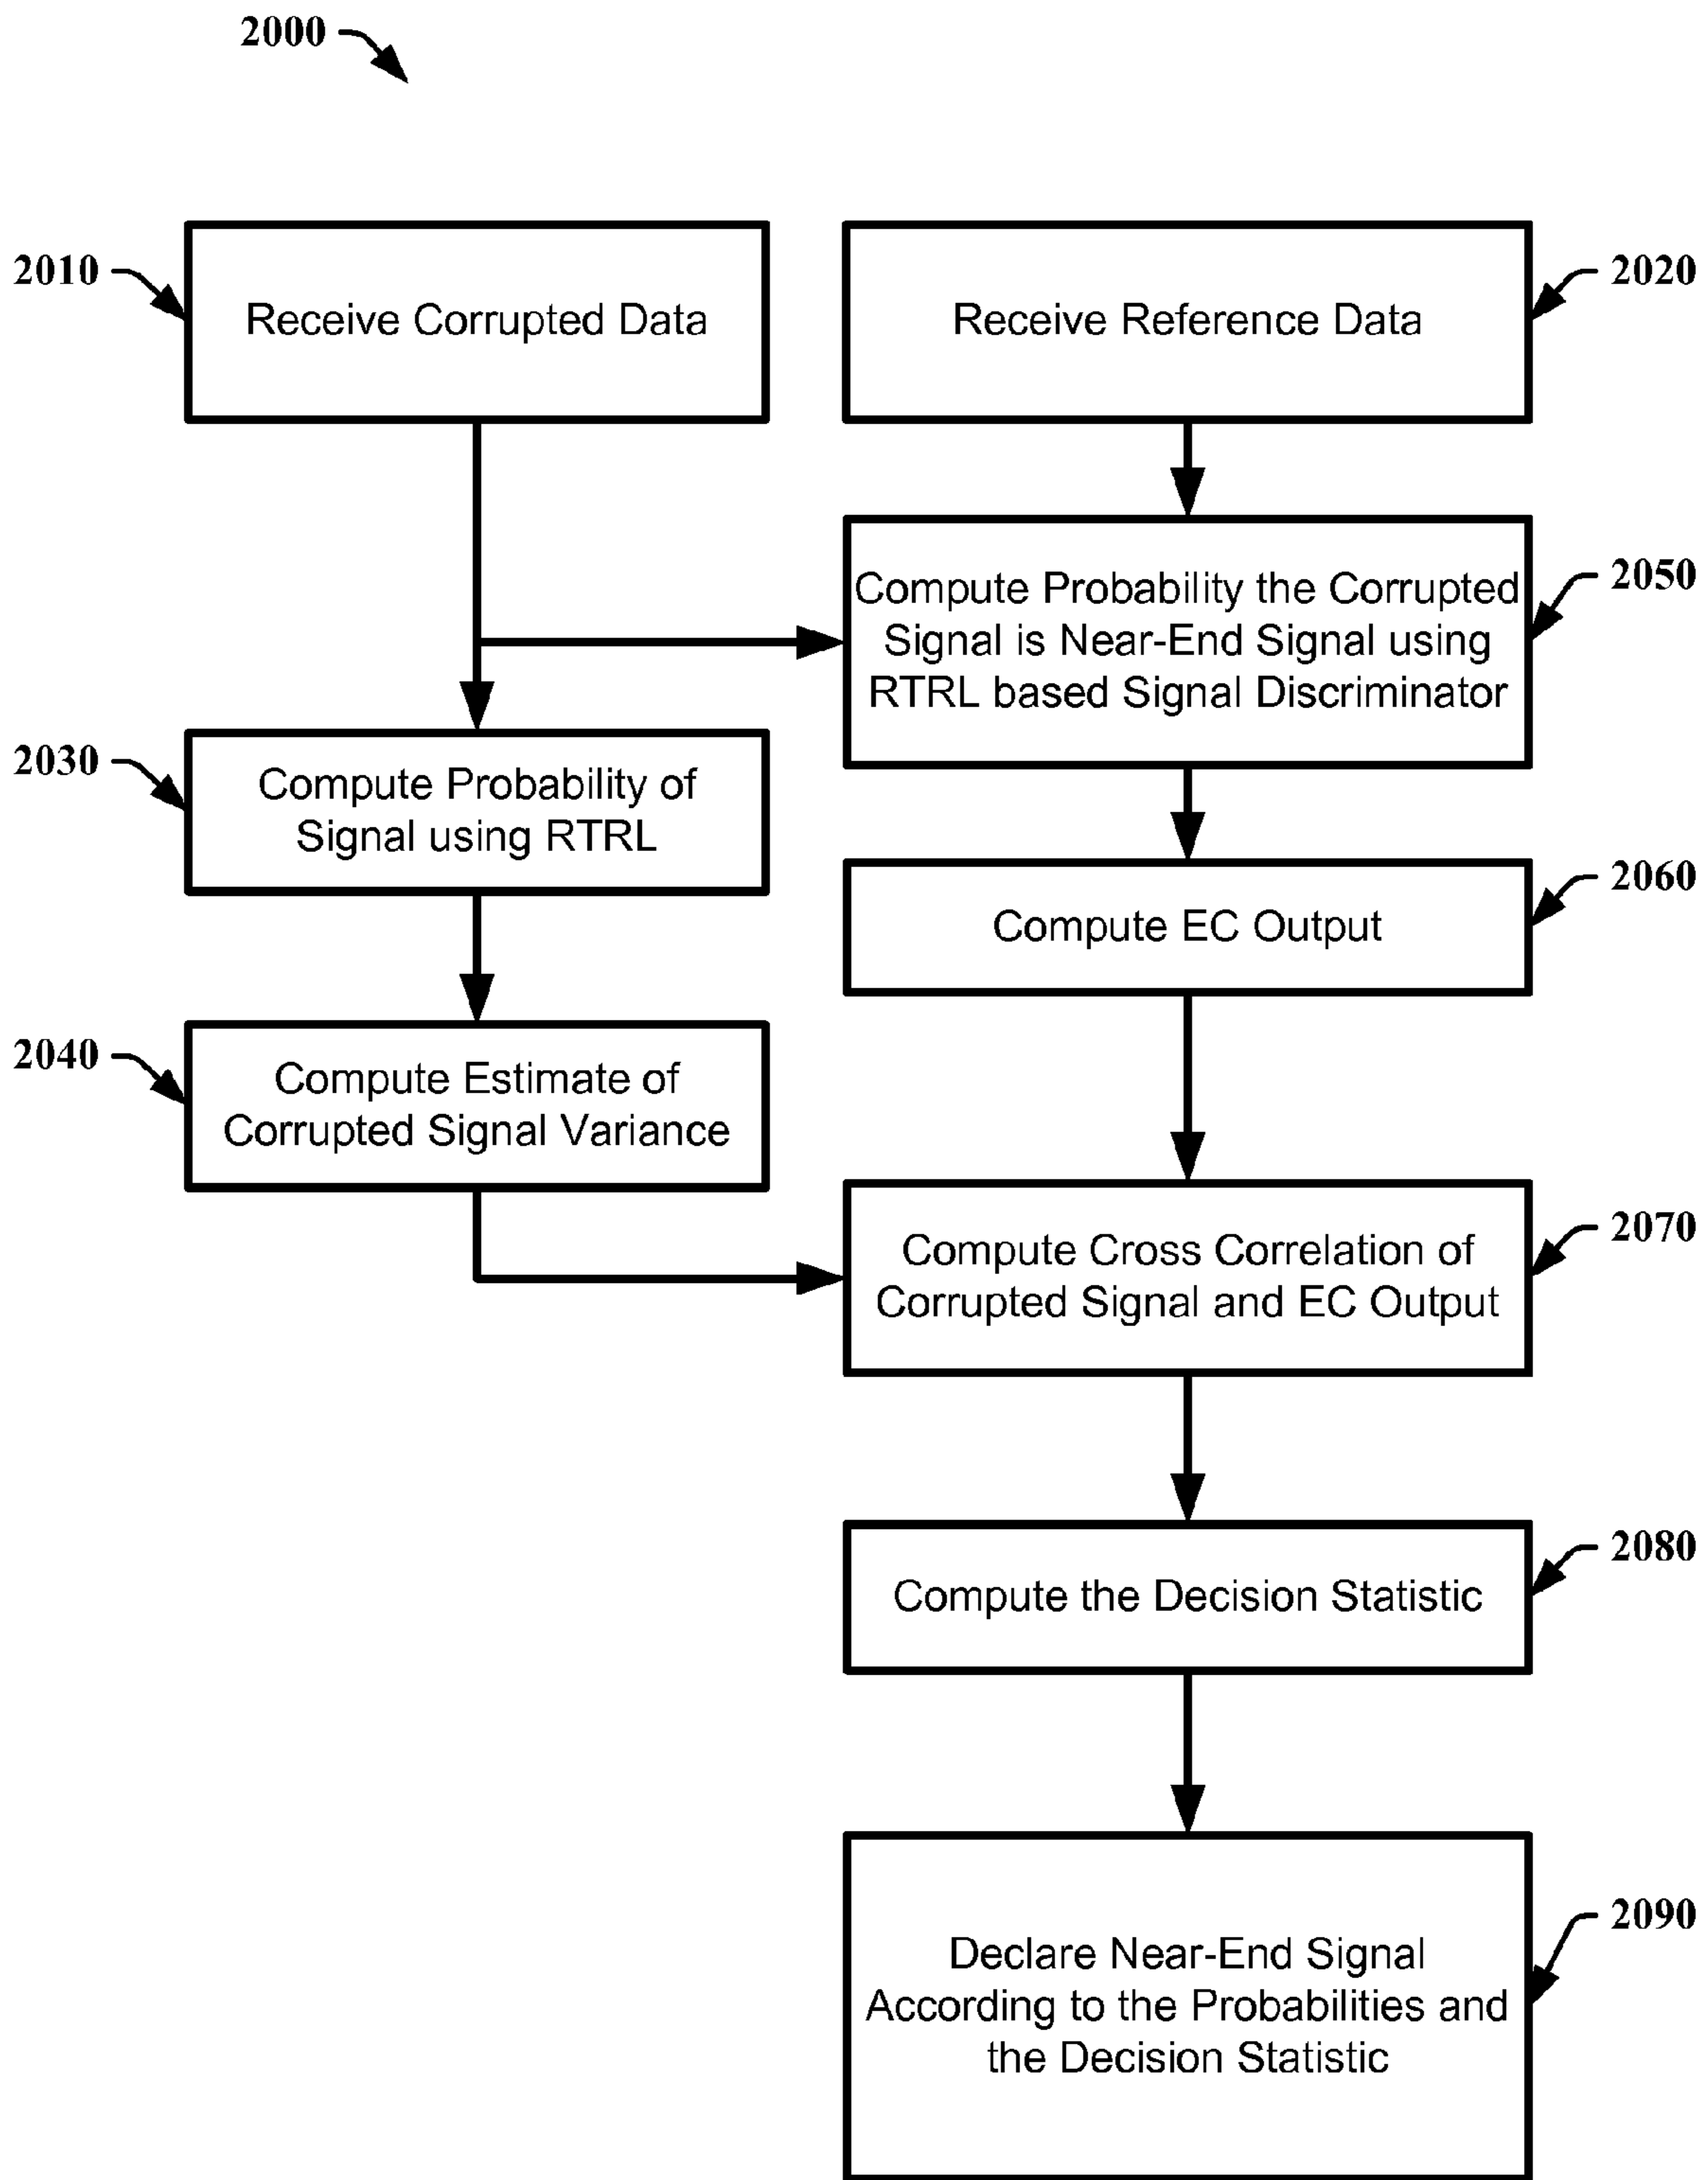 2000
2010
Receive Corrupted Data
Receive Reference Data
2020
Compute Probability the Corrupted
Signal is Near-End Signal using
RTRL based Signal Discriminator
2050
2030
Compute Probability of
Signal using RTRL
Compute EC Output
2060
2040
Compute Estimate of
Corrupted Signal Variance
Compute Cross Correlation of
Corrupted Signal and EC Output
2070
Compute the Decision Statistic
2080
Declare Near-End Signal
According to the Probabilities and
the Decision Statistic
2090